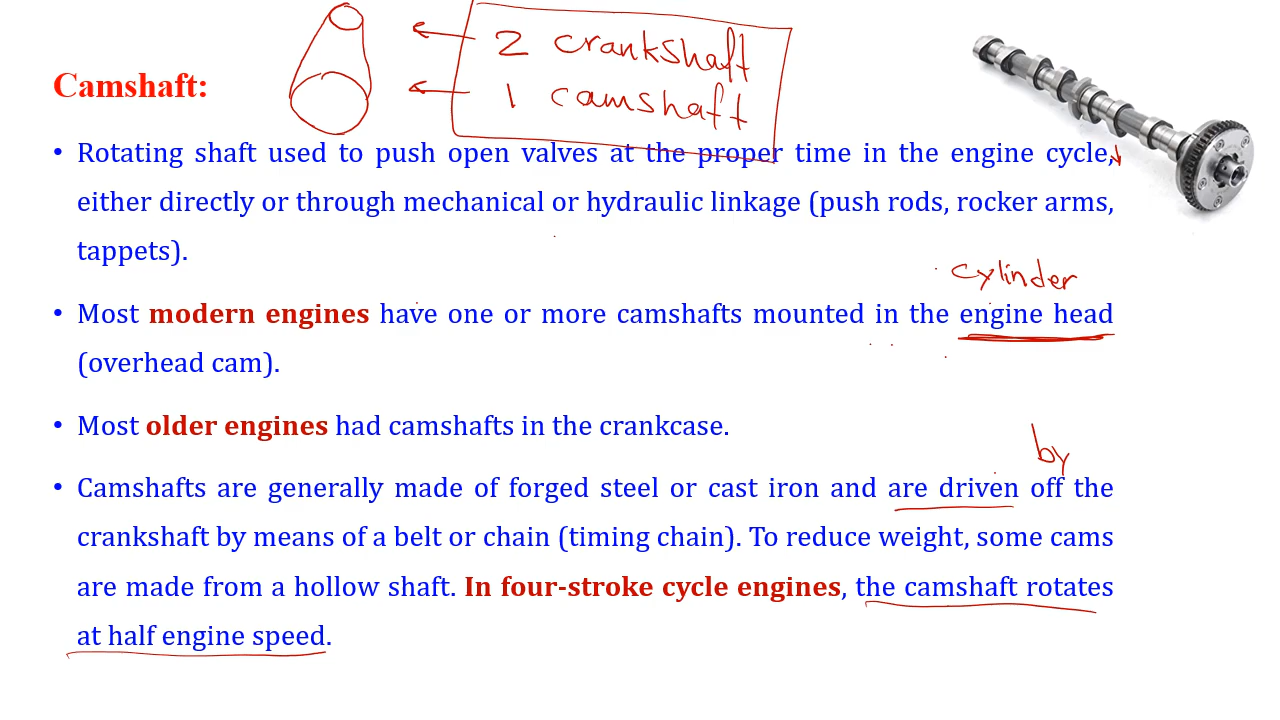 2 crankshaft
Camshaft:
1 camshaft
• Rotating shaft used to push open valves at the proper time in the engine cycle,
either directly or through mechanical or hydraulic linkage (push rods, rocker arms,
tappets).
cylinder
• Most modern engines have one or more camshafts mounted in the engine head
(overhead cam).
• Most older engines had camshafts in the crankcase.
by
• Camshafts are generally made of forged steel or cast iron and are driven off the
crankshaft by means of a belt or chain (timing chain). To reduce weight, some cams
are made from a hollow shaft. In four-stroke cycle engines, the camshaft rotates
at half engine speed.